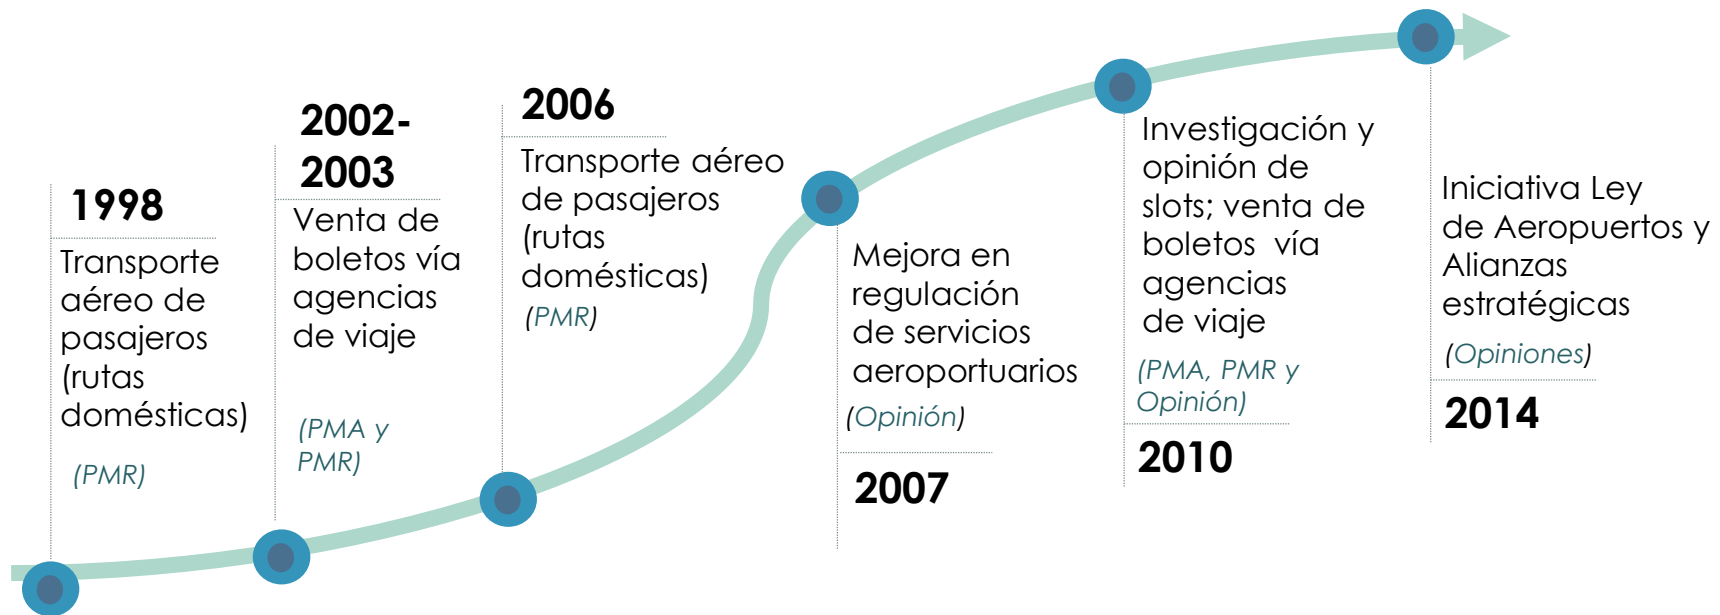 1998
Transporte
aéreo de
pasajeros
(rutas
domésticas)
(PMR)
2002-
2003
Venta de
boletos vía
agencias
de viaje
(PMA y
PMR)
2006
Transporte aéreo
de pasajeros
(rutas
domésticas)
(PMR)
Mejora en
regulación
de servicios
aeroportuarios
(Opinión)
2007
Investigación y
opinión de
slots; venta de
boletos vía
agencias
de viaje
(PMA, PMR y
Opinión)
2010
Iniciativa Ley
de Aeropuertos y
Alianzas
estratégicas
(Opiniones)
2014